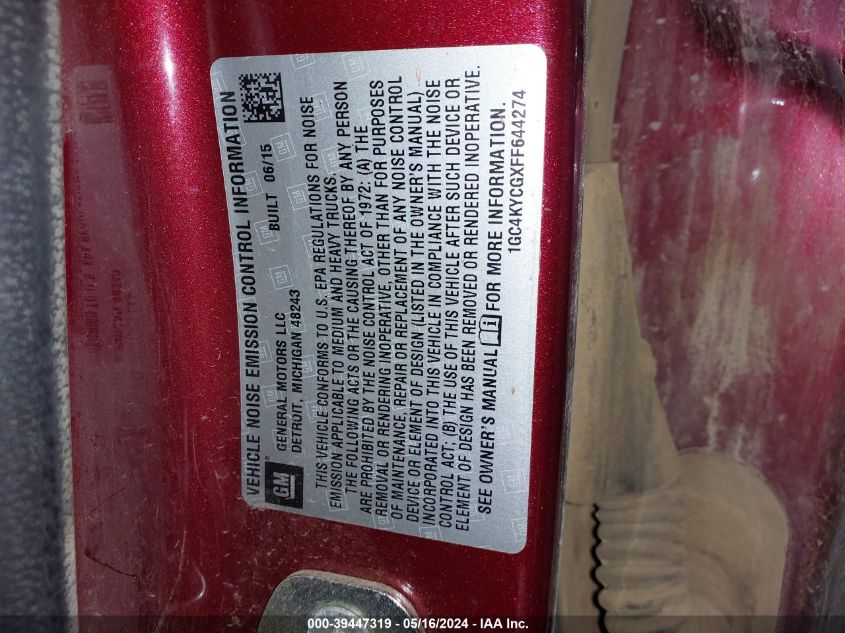 VEHICLE NOISE EMISSION CONTROL INFORMATION
GM
GENERAL MOTORS LLC
DETROIT, MICHIGAN 48243
BUILT 06/15
THIS VEHICLE CONFORMS TO U.S. EPA REGULATIONS FOR NOISE
EMISSION APPLICABLE TO MEDIUM AND HEAVY TRUCKS.
THE FOLLOWING ACTS OR THE CAUSING THEREOF BY ANY PERSON
ARE PROHIBITED BY THE NOISE CONTROL ACT OF 1972: (A) THE
REMOVAL OR RENDERING INOPERATIVE, OTHER THAN FOR PURPOSES
OF MAINTENANCE, REPAIR OR REPLACEMENT OF ANY NOISE CONTROL
DEVICE OR ELEMENT OF DESIGN (LISTED IN THE OWNER'S MANUAL)
INCORPORATED INTO THIS VEHICLE IN COMPLIANCE WITH THE NOISE
CONTROL ACT; (B) THE USE OF THIS VEHICLE AFTER SUCH DEVICE OR
ELEMENT OF DESIGN HAS BEEN REMOVED OR RENDERED INOPERATIVE.
SEE OWNER'S MANUAL FOR MORE INFORMATION.
1GC4KYCGXFF644274
000-39447319 - 05/16/2024 - IAA Inc.